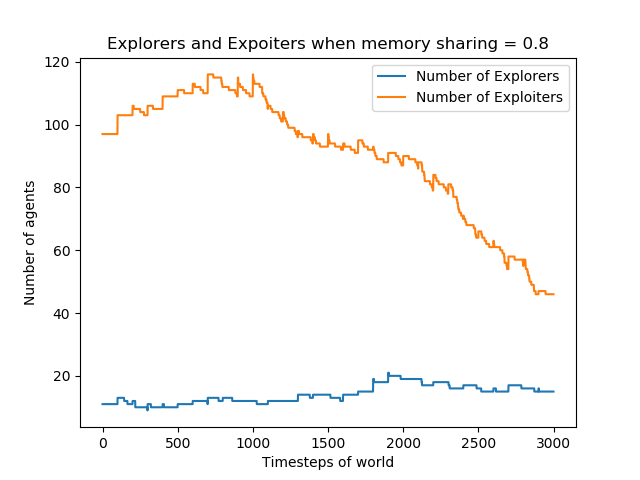 Explorers and Expoiters when memory sharing = 0.8
Number of Explorers
Number of Exploiters
120
100
80
60
40
20
Number of agents
0 500 1000 1500 2000 2500 3000
Timesteps of world